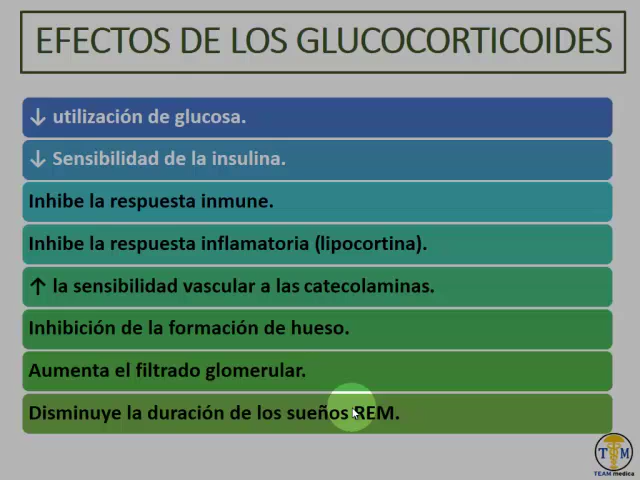 EFECTOS DE LOS GLUCOCORTICOIDES
↓ utilización de glucosa.
↓ Sensibilidad de la insulina.
Inhibe la respuesta inmune.
Inhibe la respuesta inflamatoria (lipocortina).
↑ la sensibilidad vascular a las catecolaminas.
Inhibición de la formación de hueso.
Aumenta el filtrado glomerular.
Disminuye la duración de los sueños REM.
T M
TEAM medica